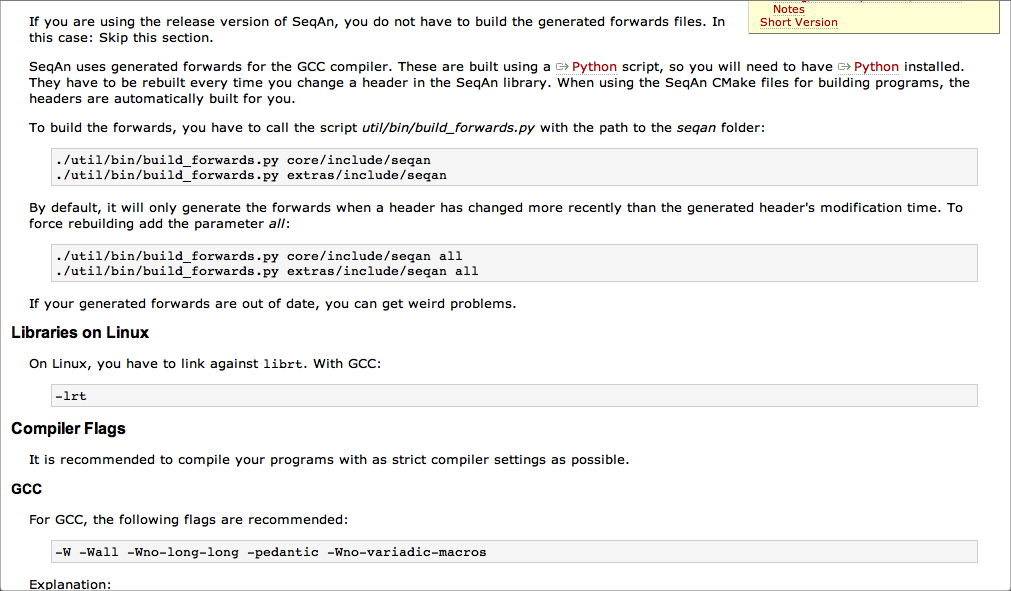 If you are using the release version of SeqAn, you do not have to build the generated forwards files. In
this case: Skip this section.
Notes
Short Version
SeqAn uses generated forwards for the GCC compiler. These are built using a Python script, so you will need to have Python installed.
They have to be rebuilt every time you change a header in the SeqAn library. When using the SeqAn CMake files for building programs, the
headers are automatically built for you.
To build the forwards, you have to call the script util/bin/build_forwards.py with the path to the seqan folder:
./util/bin/build_forwards.py core/include/seqan
./util/bin/build_forwards.py extras/include/seqan
By default, it will only generate the forwards when a header has changed more recently than the generated header's modification time. To
force rebuilding add the parameter all:
./util/bin/build_forwards.py core/include/seqan all
./util/bin/build_forwards.py extras/include/seqan all
If your generated forwards are out of date, you can get weird problems.
Libraries on Linux
On Linux, you have to link against librt. With GCC:
-lrt
Compiler Flags
It is recommended to compile your programs with as strict compiler settings as possible.
GCC
For GCC, the following flags are recommended:
-W -Wall -Wno-long-long -pedantic -Wno-variadic-macros
Explanation: